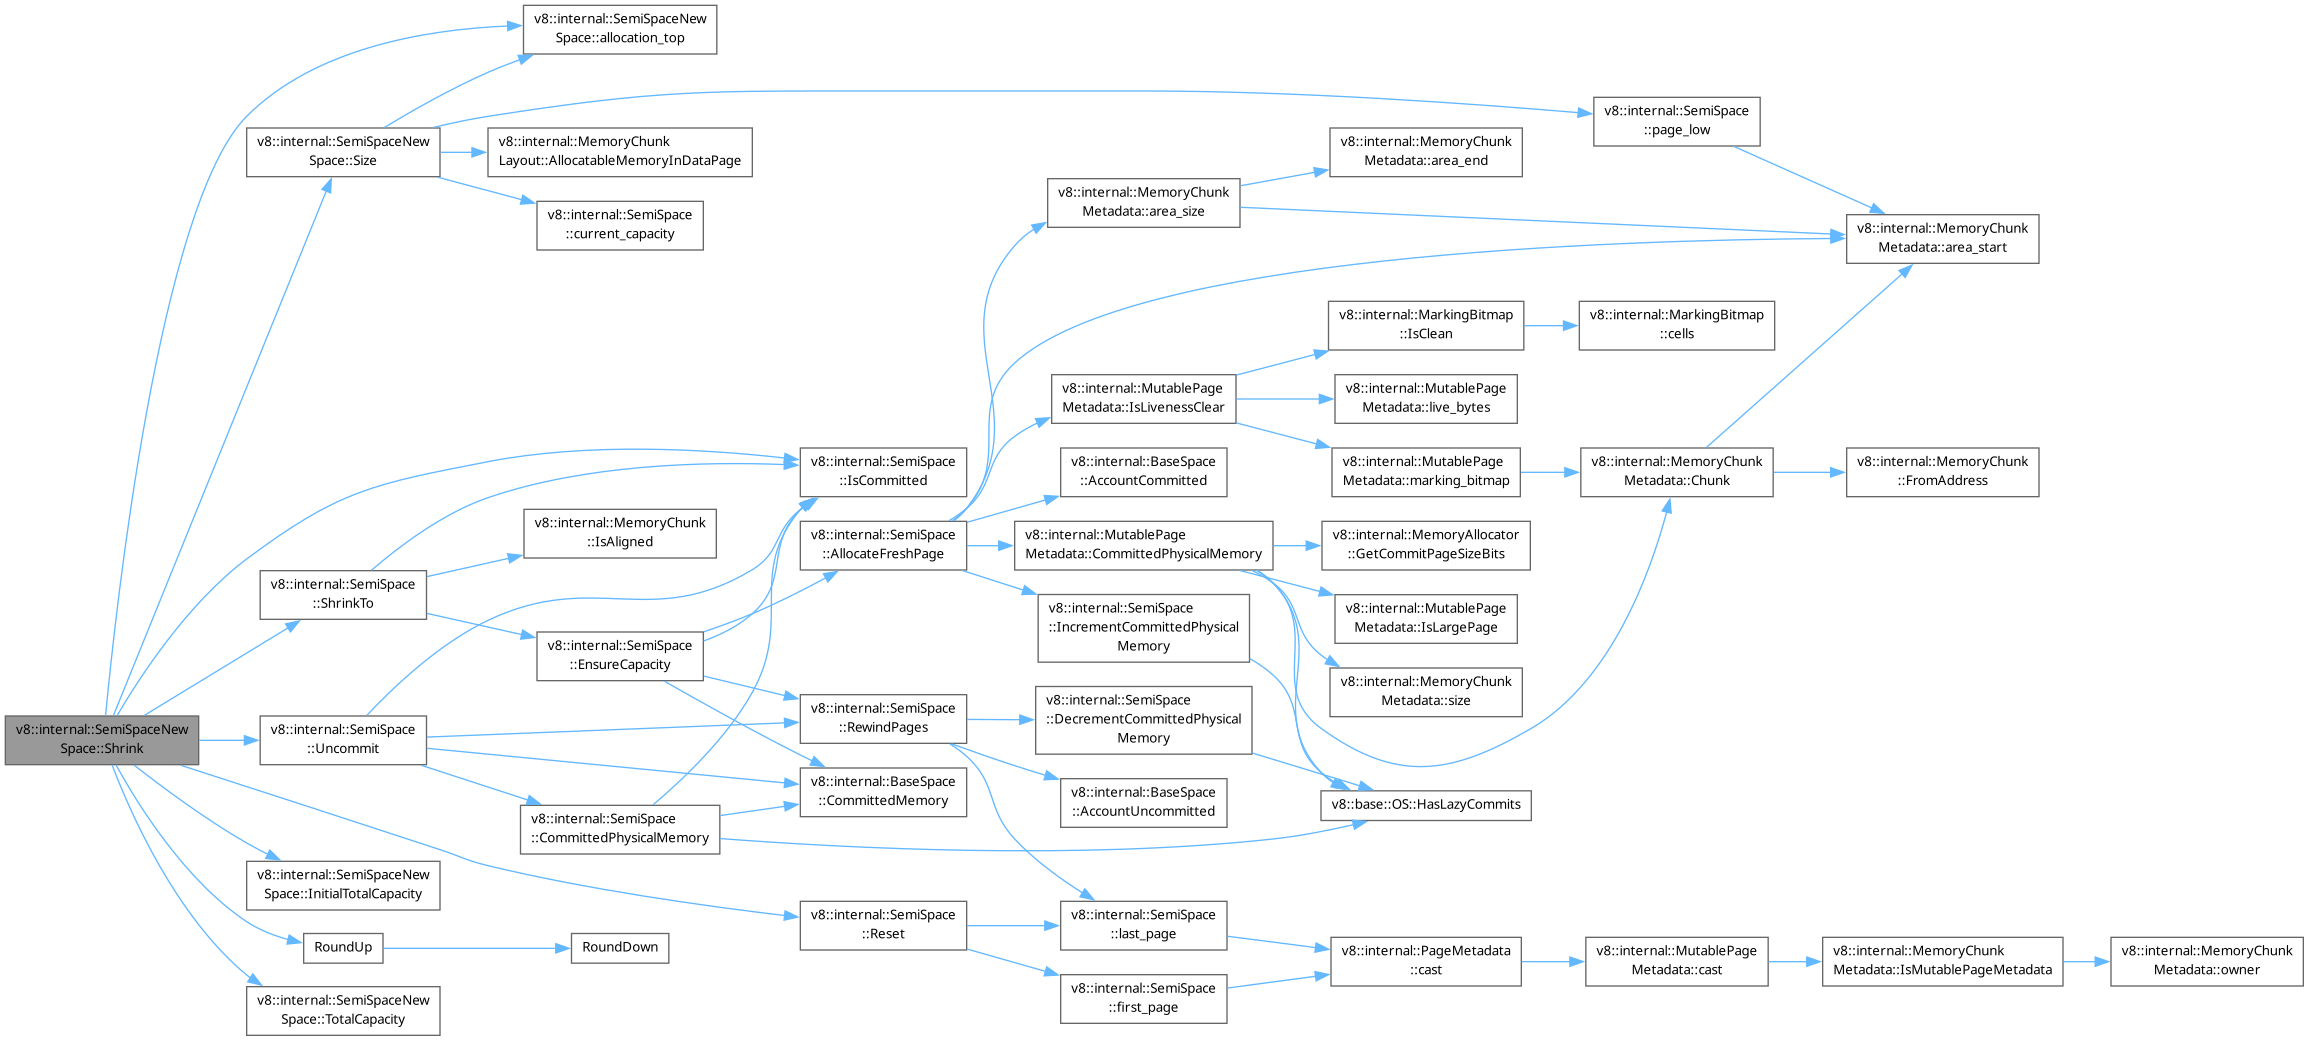 v8::internal::SemiSpaceNew
Space::Shrink
v8::internal::SemiSpaceNew
Space::allocation_top
v8::internal::SemiSpaceNew
Space::Size
v8::internal::MemoryChunk
Layout::AllocatableMemoryInDataPage
v8::internal::SemiSpace
::current_capacity
v8::internal::SemiSpace
::page_low
v8::internal::MemoryChunk
Metadata::area_end
v8::internal::MemoryChunk
Metadata::area_size
v8::internal::MemoryChunk
Metadata::area_start
v8::internal::MarkingBitmap
::IsClean
v8::internal::MarkingBitmap
::cells
v8::internal::MutablePage
Metadata::IsLivenessClear
v8::internal::MutablePage
Metadata::live_bytes
v8::internal::SemiSpace
::IsCommitted
v8::internal::BaseSpace
::AccountCommitted
v8::internal::MutablePage
Metadata::marking_bitmap
v8::internal::MemoryChunk
Metadata::Chunk
v8::internal::MemoryChunk
::FromAddress
v8::internal::MemoryChunk
::IsAligned
v8::internal::SemiSpace
::AllocateFreshPage
v8::internal::MutablePage
Metadata::CommittedPhysicalMemory
v8::internal::MemoryAllocator
::GetCommitPageSizeBits
v8::internal::SemiSpace
::ShrinkTo
v8::internal::SemiSpace
::IncrementCommittedPhysical
Memory
v8::internal::MutablePage
Metadata::IsLargePage
v8::internal::SemiSpace
::EnsureCapacity
v8::internal::MemoryChunk
Metadata::size
v8::internal::SemiSpace
::Uncommit
v8::internal::SemiSpace
::RewindPages
v8::internal::SemiSpace
::DecrementCommittedPhysical
Memory
v8::internal::BaseSpace
::CommittedMemory
v8::internal::BaseSpace
::AccountUncommitted
v8::base::OS::HasLazyCommits
v8::internal::SemiSpace
::CommittedPhysicalMemory
v8::internal::SemiSpaceNew
Space::InitialTotalCapacity
v8::internal::SemiSpace
::Reset
v8::internal::SemiSpace
::last_page
RoundUp
RoundDown
v8::internal::PageMetadata
::cast
v8::internal::MutablePage
Metadata::cast
v8::internal::MemoryChunk
Metadata::IsMutablePageMetadata
v8::internal::MemoryChunk
Metadata::owner
v8::internal::SemiSpaceNew
Space::TotalCapacity
v8::internal::SemiSpace
::first_page